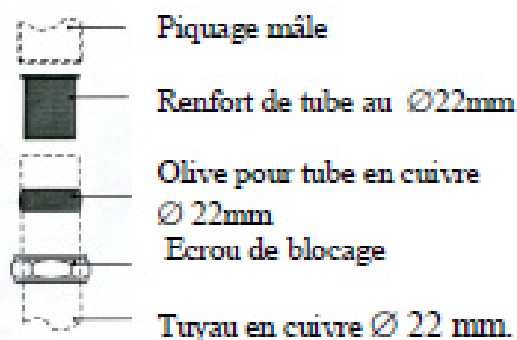 Piquage mâle
Renfort de tube au Ø22mm
Olive pour tube en cuivre
Ø 22mm
Ecrou de blocage
Tuyau en cuivre Ø 22 mm.